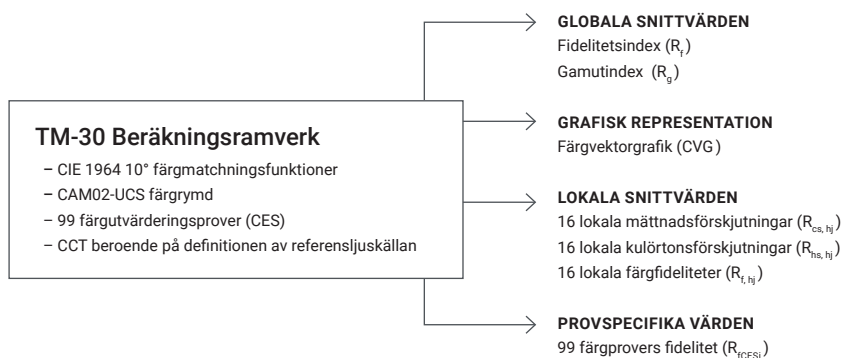 TM-30 Beräkningsramverk
– CIE 1964 10° färgmatchningsfunktioner
– CAM02-UCS färgrymd
– 99 färgutvärderingsprover (CES)
– CCT beroende på definitionen av referensljuskällan
GLOBALA SNITTVÄRDEN
Fidelitetsindex (Rf)
Gamutindex (Rg)
GRAFISK REPRESENTATION
Färgvektorgrafik (CVG)
LOKALA SNITTVÄRDEN
16 lokala mättnadsförskjutningar (Rcs, hj)
16 lokala kulörtonsförskjutningar (Rhs, hj)
16 lokala färgfideliteter (Rf, hj)
PROVSPECIFIKA VÄRDEN
99 färgprovers fidelitet (RfCESi)